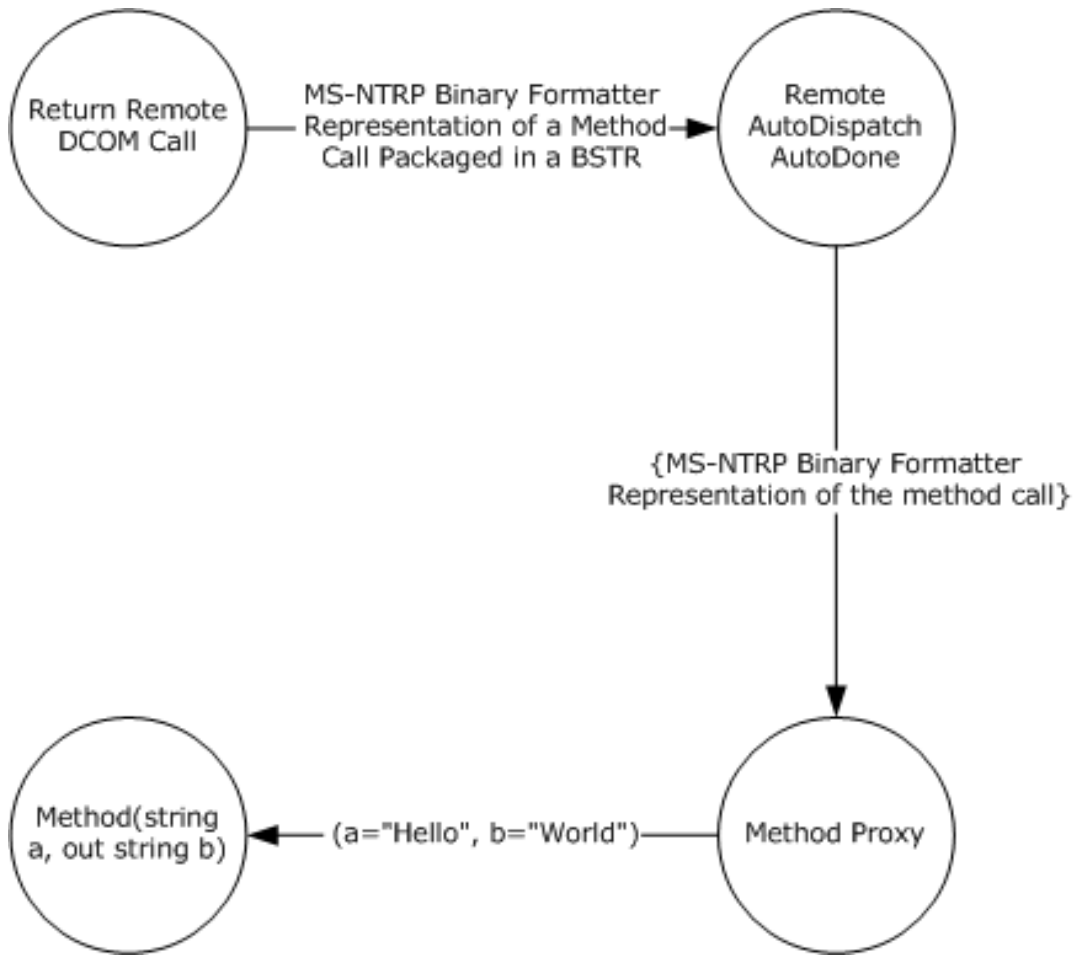 Return Remote
DCOM Call
MS-NTRP Binary Formatter
Representation of a Method
Call Packaged in a BSTR
Remote
AutoDispatch
AutoDone
{MS-NTRP Binary Formatter
Representation of the method call}
Method(string
a, out string b)
(a="Hello", b="World")
Method Proxy